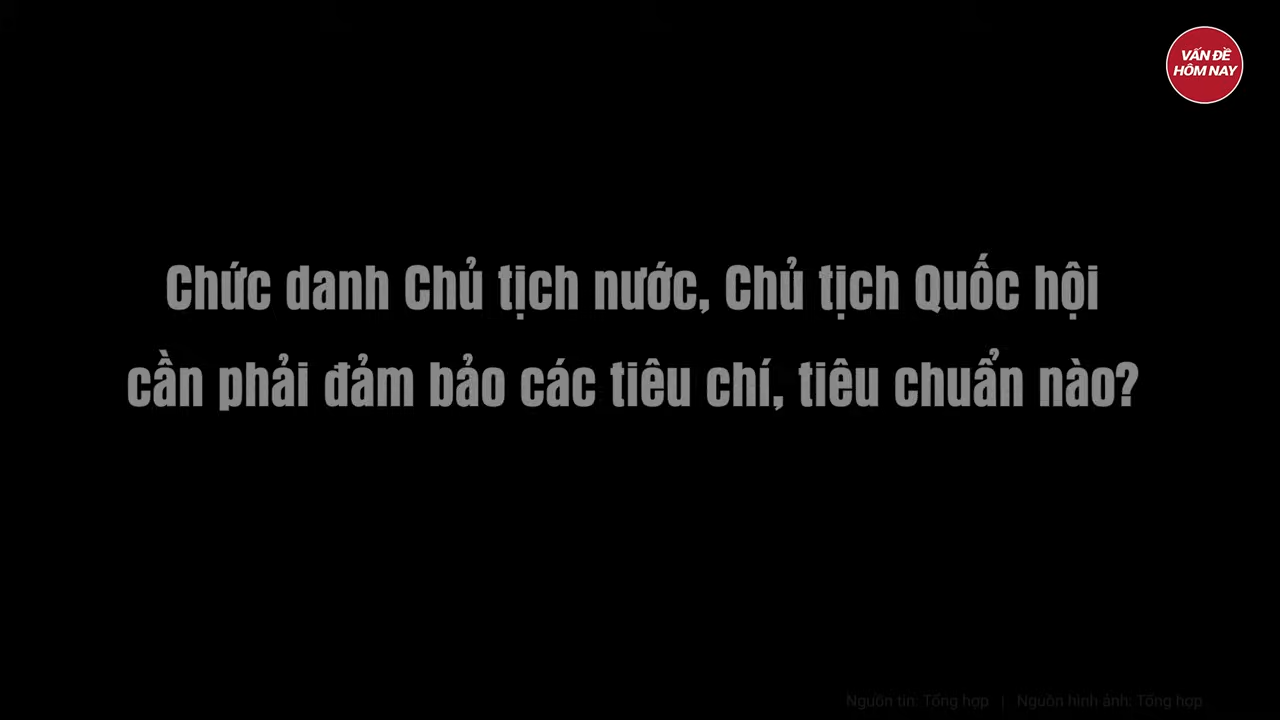 VẤN ĐỀ
HÔM NAY
Chức danh Chủ tịch nước, Chủ tịch Quốc hội
cần phải đảm bảo các tiêu chí, tiêu chuẩn nào?
Nguồn tin: Tổng hợp | Nguồn hình ảnh: Tổng hợp